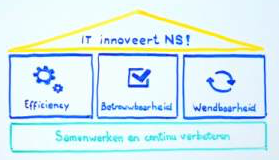 IT innoveert NS!
Efficiency
Betrouwbaarheid
Wendbaarheid
Samenwerken en continu verbeteren